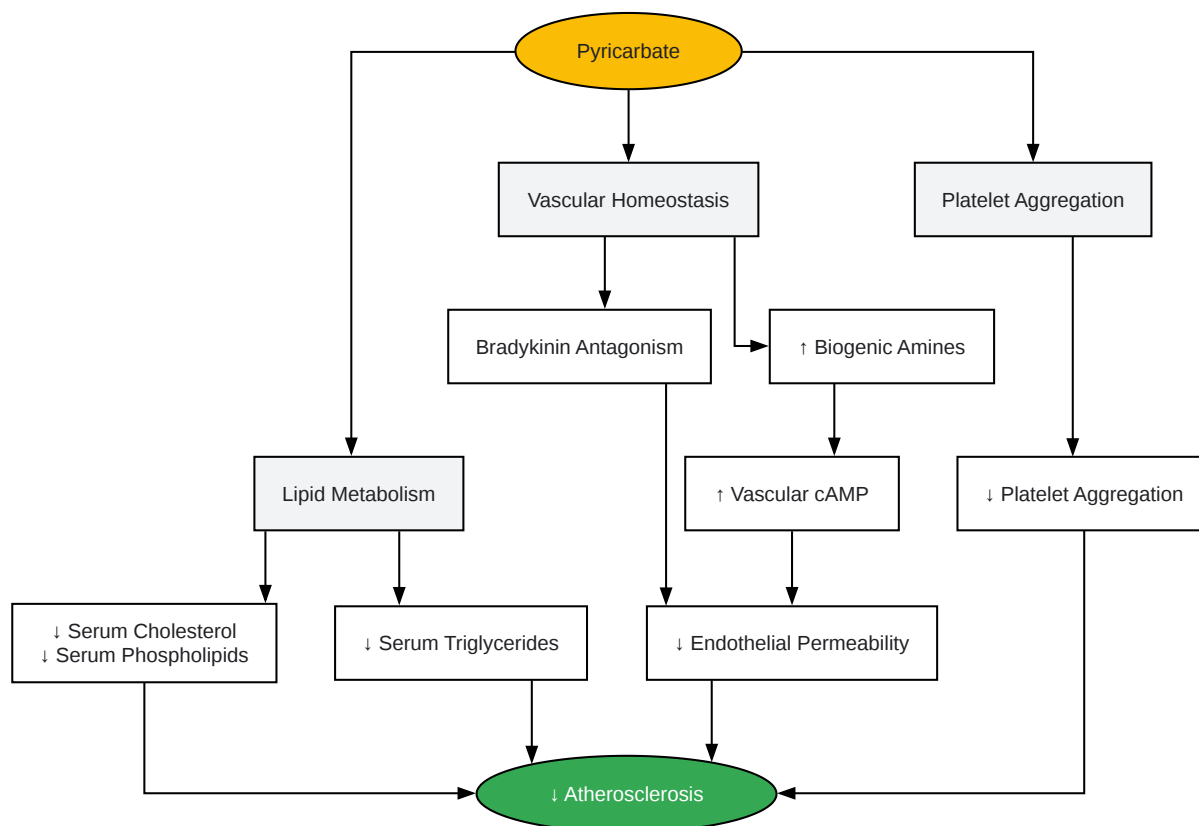 Pyricarbate
Vascular Homeostasis
Platelet Aggregation
Bradykinin Antagonism
↑ Biogenic Amines
Lipid Metabolism
↑ Vascular cAMP
↓ Platelet Aggregation
↓ Serum Cholesterol
↓ Serum Phospholipids
↓ Serum Triglycerides
↓ Endothelial Permeability
↓ Atherosclerosis